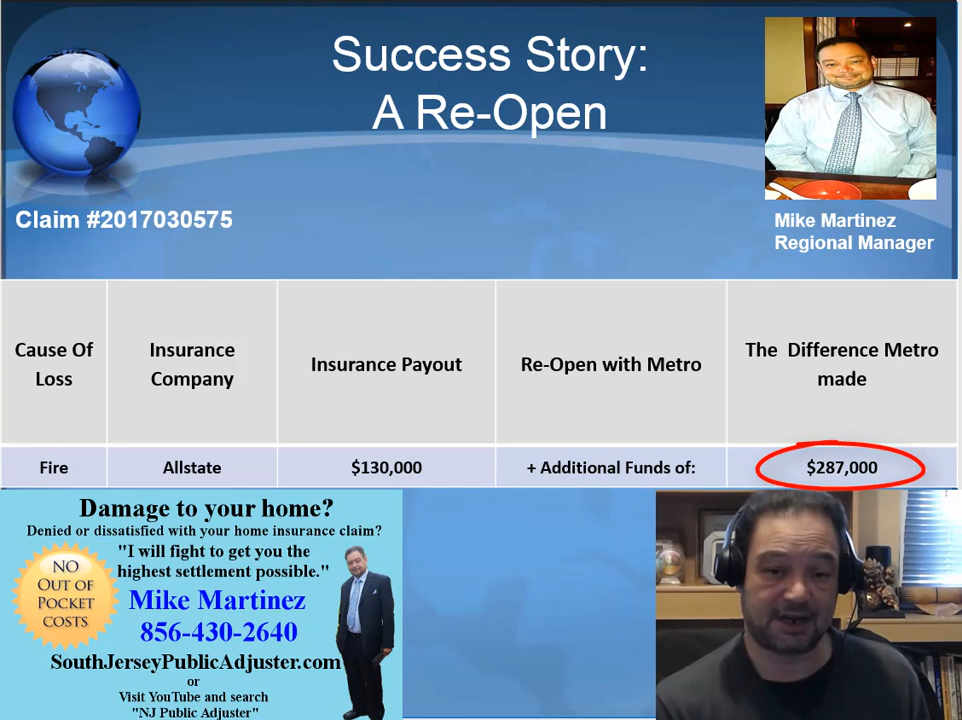 Success Story:
A Re-Open
Claim #2017030575
Mike Martinez
Regional Manager
Cause Of
Loss
Insurance
Company
Insurance Payout
Re-Open with Metro
The Difference Metro
made
Fire
Allstate
$130,000
+ Additional Funds of:
$287,000
Damage to your home?
Denied or dissatisfied with your home insurance claim?
"I will fight to get you the
highest settlement possible."
NO
OUT OF
POCKET
COSTS
Mike Martinez
856-430-2640
SouthJerseyPublicAdjuster.com
or
Visit YouTube and search
"NJ Public Adjuster"